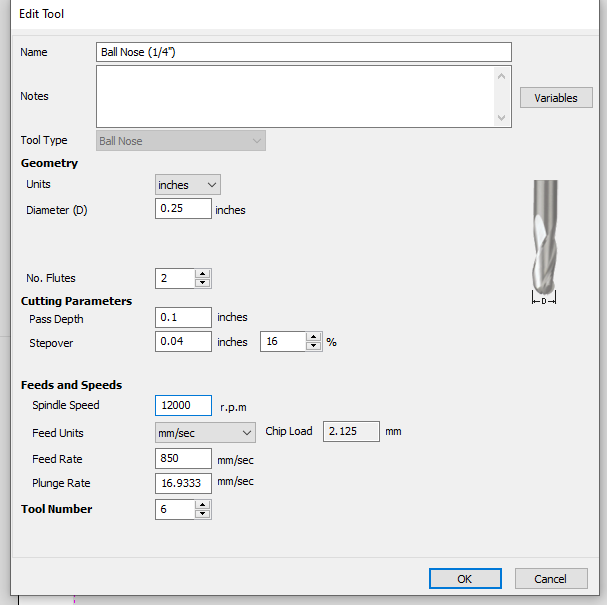 Edit Tool
Name Ball Nose (1/4")
Notes
Variables
Tool Type Ball Nose
Geometry
Units inches
Diameter (D) 0.25 inches
No. Flutes 2
D
Cutting Parameters
Pass Depth 0.1 inches
Stepover 0.04 inches 16 %
Feeds and Speeds
Spindle Speed 12000 r.p.m
Feed Units mm/sec Chip Load 2.125 mm
Feed Rate 850 mm/sec
Plunge Rate 16.9333 mm/sec
Tool Number 6
OK Cancel